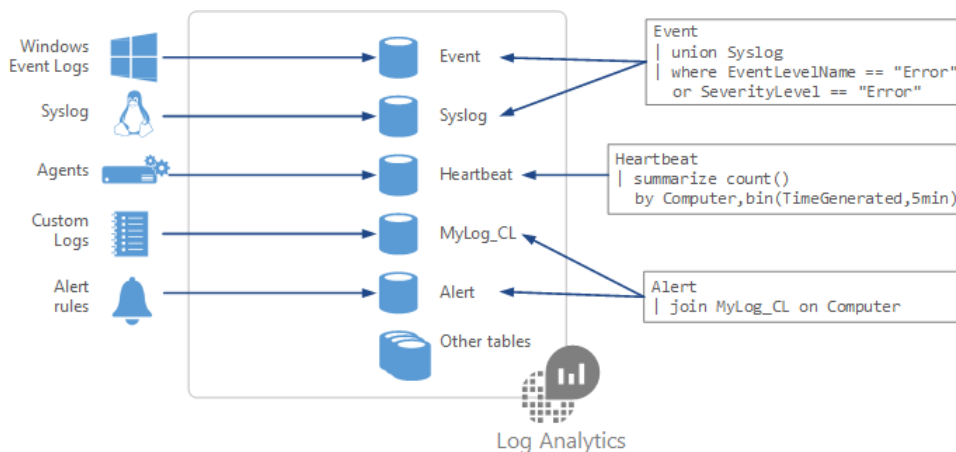 Windows
Event Logs
Event
Event
| union Syslog
| where EventLevelName == "Error"
or SeverityLevel == "Error"
Syslog
Syslog
Agents
Heartbeat
Heartbeat
| summarize count()
by Computer,bin(TimeGenerated,5min)
Custom
Logs
MyLog_CL
Alert
rules
Alert
Alert
| join MyLog_CL on Computer
Other tables
Log Analytics